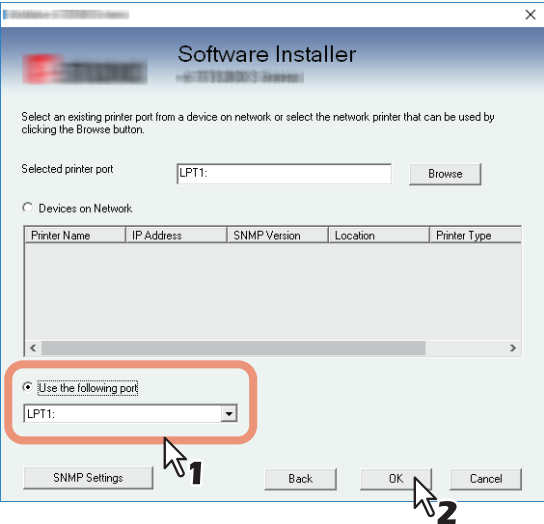 Software Installer
Select an existing printer port from a device on network or select the network printer that can be used by
clicking the Browse button.
Selected printer port
LPT1:
Browse
Devices on Network
Printer Name IP Address SNMP Version Location Printer Type
Use the following port
LPT1:
1
SNMP Settings Back OK Cancel
2